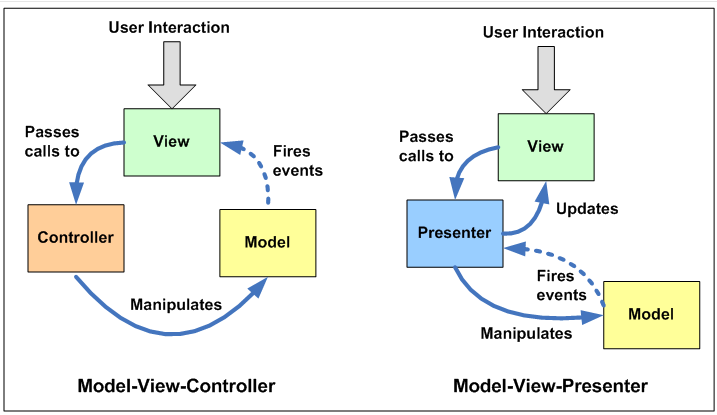 User Interaction
View
Passes
calls to
Fires
events
Controller
Model
Manipulates
Model-View-Controller
User Interaction
View
Passes
calls to
Updates
Presenter
Fires
events
Model
Manipulates
Model-View-Presenter